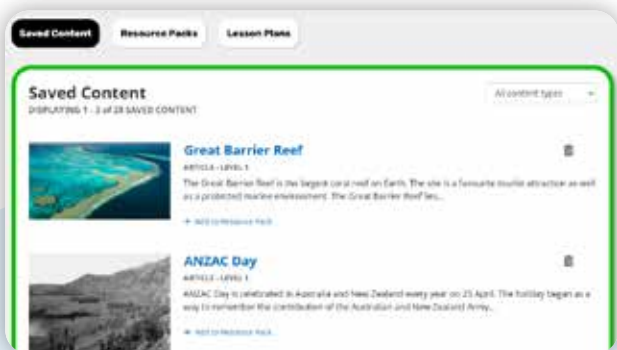 Saved Content Resource Packs Lesson Plans
Saved Content
DISPLAYING 1 - 3 of 28 SAVED CONTENT
All content types
Great Barrier Reef
ARTICLE - LEVEL 1
The Great Barrier Reef is the largest coral reef on Earth. The site is a favourite tourist attraction as well
as a protected marine environment. The Great Barrier Reef lies...
+ Add to Resource Pack
ANZAC Day
ARTICLE - LEVEL 1
ANZAC Day is celebrated in Australia and New Zealand every year on 25 April. The holiday began as a
way to remember the contribution of the Australian and New Zealand Army...
+ Add to Resource Pack